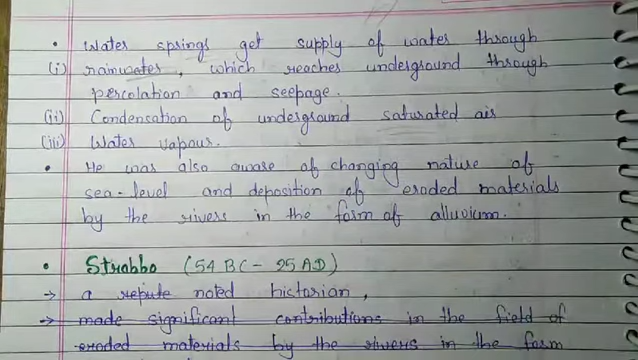 • Water springs get supply of water through
(i) rainwater, which reaches underground through
percolation and seepage.
(ii) Condensation of underground saturated air
(iii) Water vapour.
• He was also aware of changing nature of
sea-level and deposition of eroded materials
by the rivers in the form of alluvium.
• Strabbo (54 BC - 25 AD)
→ a repute noted historian,
→ made significant contributions in the field of
eroded materials by the rivers in the form